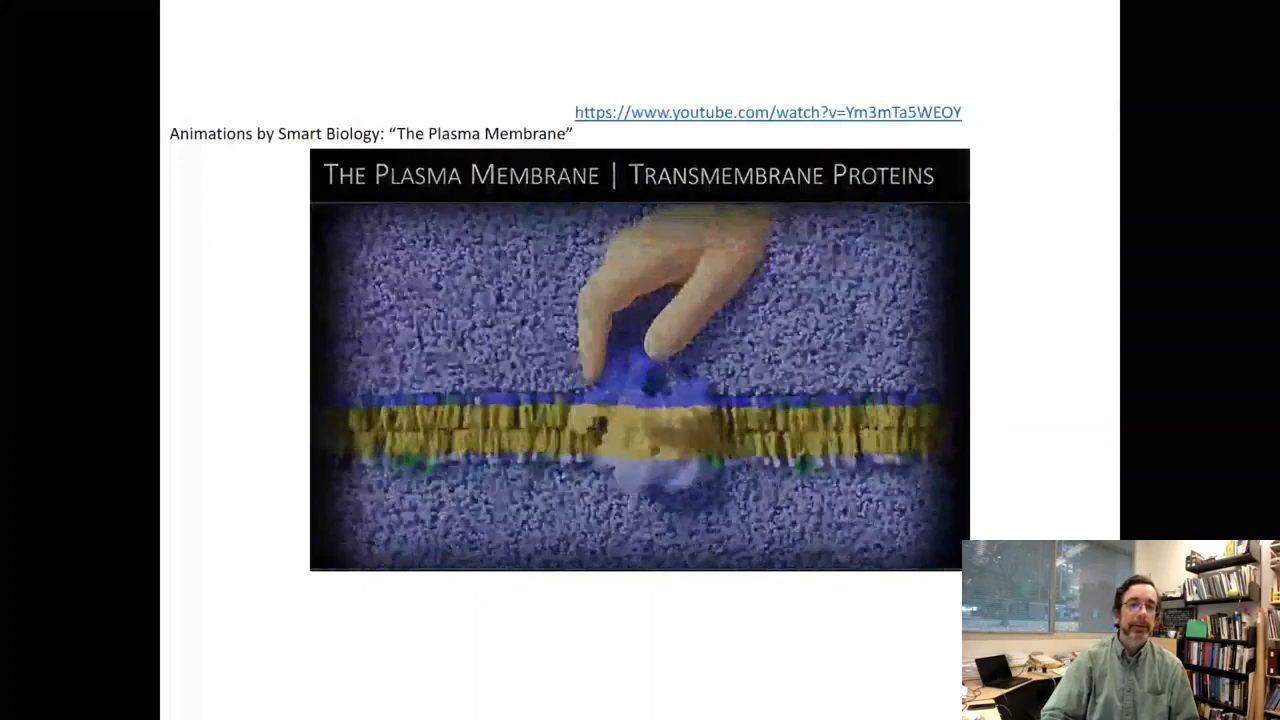 https://www.youtube.com/watch?v=Ym3mTa5WEOY
Animations by Smart Biology: “The Plasma Membrane”
THE PLASMA MEMBRANE | TRANSMEMBRANE PROTEINS